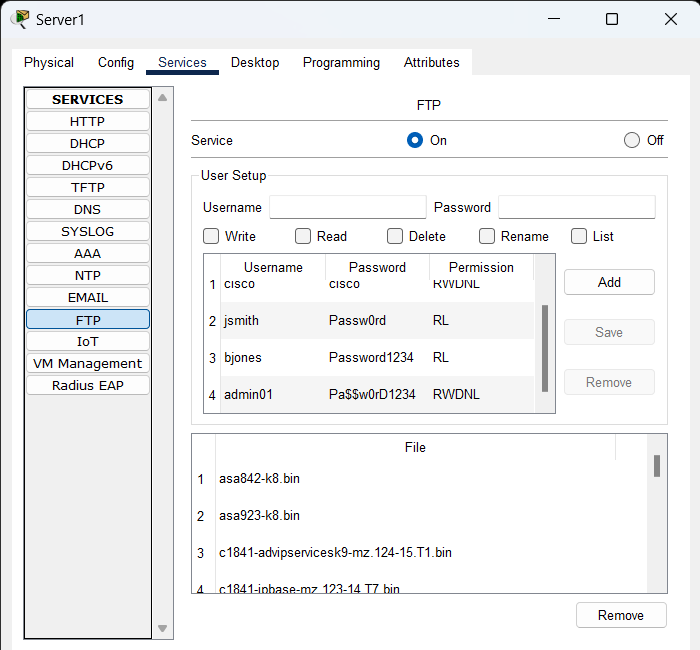 Server1
Physical Config Services Desktop Programming Attributes
SERVICES
HTTP
DHCP
DHCPv6
TFTP
DNS
SYSLOG
AAA
NTP
EMAIL
FTP
IoT
VM Management
Radius EAP
FTP
Service On Off
User Setup
Username Password
Write Read Delete Rename List
Username Password Permission
1 cisco cisco RWDNL
2 jsmith Passw0rd RL
3 bjones Password1234 RL
4 admin01 Pa$$w0rD1234 RWDNL
Add
Save
Remove
File
1 asa842-k8.bin
2 asa923-k8.bin
3 c1841-advipservicesk9-mz.124-15.T1.bin
4 c1841-ipbase-mz.123-14.T7.bin
Remove